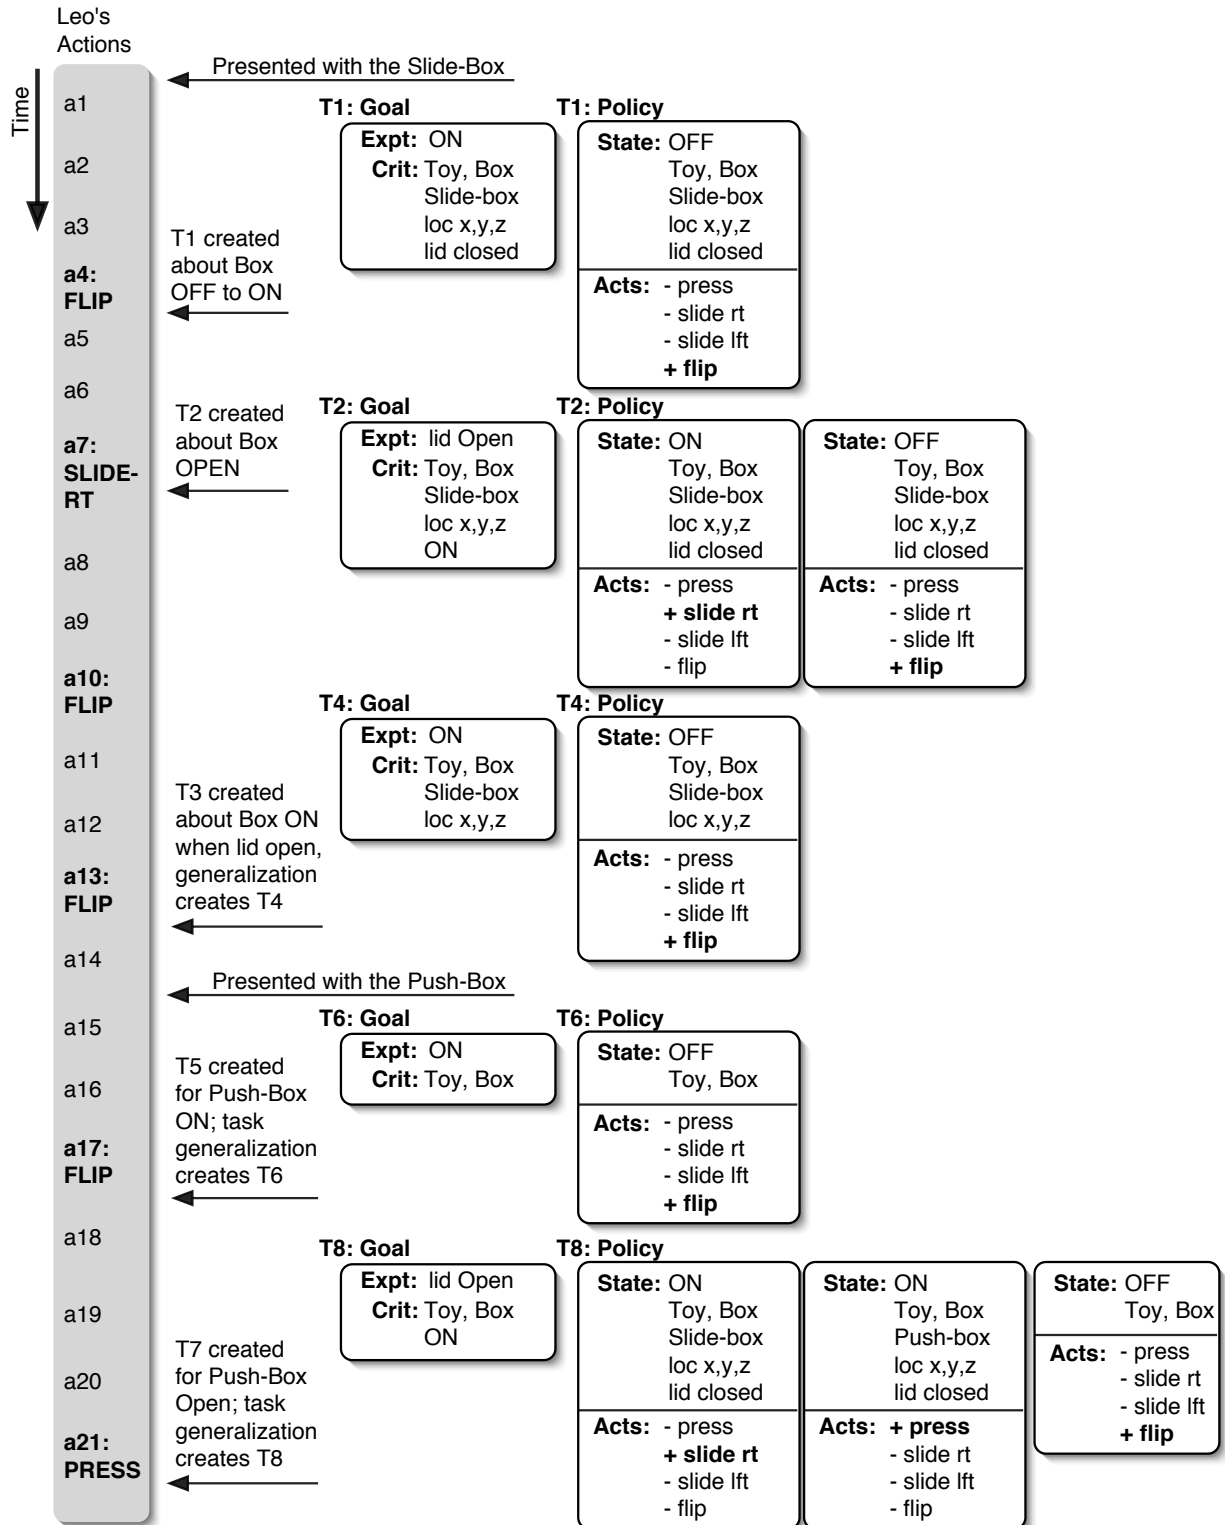 Leo's
Actions
Time
Presented with the Slide-Box
a1
a2
a3
a4:
FLIP
T1 created
about Box
OFF to ON
T1: Goal
Expt: ON
Crit: Toy, Box
Slide-box
loc x,y,z
lid closed
T1: Policy
State: OFF
Toy, Box
Slide-box
loc x,y,z
lid closed
Acts: - press
- slide rt
- slide lft
+ flip
a5
a6
a7:
SLIDE-
RT
T2 created
about Box
OPEN
T2: Goal
Expt: lid Open
Crit: Toy, Box
Slide-box
loc x,y,z
ON
T2: Policy
State: ON
Toy, Box
Slide-box
loc x,y,z
lid closed
Acts: - press
+ slide rt
- slide lft
- flip
State: OFF
Toy, Box
Slide-box
loc x,y,z
lid closed
Acts: - press
- slide rt
- slide lft
+ flip
a8
a9
a10:
FLIP
a11
a12
a13:
FLIP
T3 created
about Box ON
when lid open,
generalization
creates T4
T4: Goal
Expt: ON
Crit: Toy, Box
Slide-box
loc x,y,z
T4: Policy
State: OFF
Toy, Box
Slide-box
loc x,y,z
Acts: - press
- slide rt
- slide lft
+ flip
a14
Presented with the Push-Box
a15
a16
a17:
FLIP
T5 created
for Push-Box
ON; task
generalization
creates T6
T6: Goal
Expt: ON
Crit: Toy, Box
T6: Policy
State: OFF
Toy, Box
Acts: - press
- slide rt
- slide lft
+ flip
a18
a19
a20
a21:
PRESS
T7 created
for Push-Box
Open; task
generalization
creates T8
T8: Goal
Expt: lid Open
Crit: Toy, Box
ON
T8: Policy
State: ON
Toy, Box
Slide-box
loc x,y,z
lid closed
Acts: - press
+ slide rt
- slide lft
- flip
State: ON
Toy, Box
Push-box
loc x,y,z
lid closed
Acts: + press
- slide rt
- slide lft
- flip
State: OFF
Toy, Box
Acts: - press
- slide rt
- slide lft
+ flip